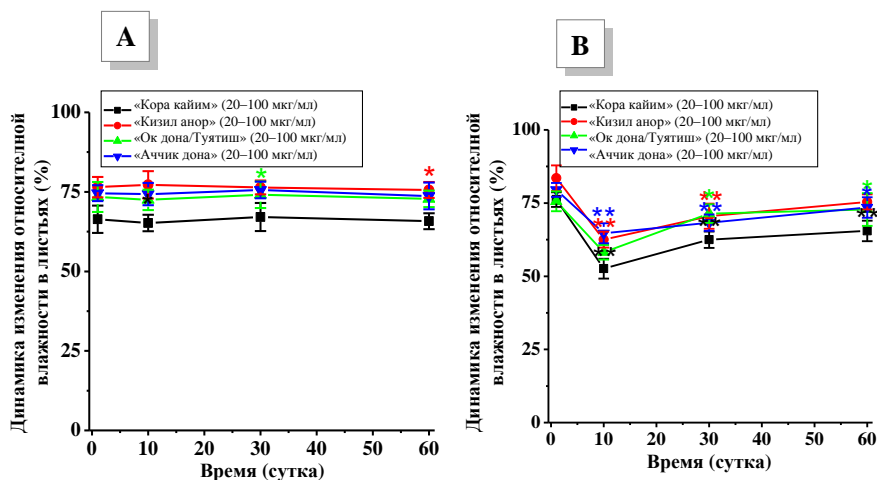 A
Динамика изменения относителной
влажности в листьях (%)
100
75
50
25
0
«Кора кайим» (20–100 мкг/мл)
«Кизил анор» (20–100 мкг/мл)
«Ок дона/Туятиш» (20–100 мкг/мл)
«Аччик дона» (20–100 мкг/мл)
*
*
*
0 10 20 30 40 50 60
Время (сутка)
B
Динамика изменения относителной
влажности в листьях (%)
100
75
50
25
0
«Кора кайим» (20–100 мкг/мл)
«Кизил анор» (20–100 мкг/мл)
«Ок дона/Туятиш» (20–100 мкг/мл)
«Аччик дона» (20–100 мкг/мл)
** ** *
** ** *
** ** **
0 10 20 30 40 50 60
Время (сутка)